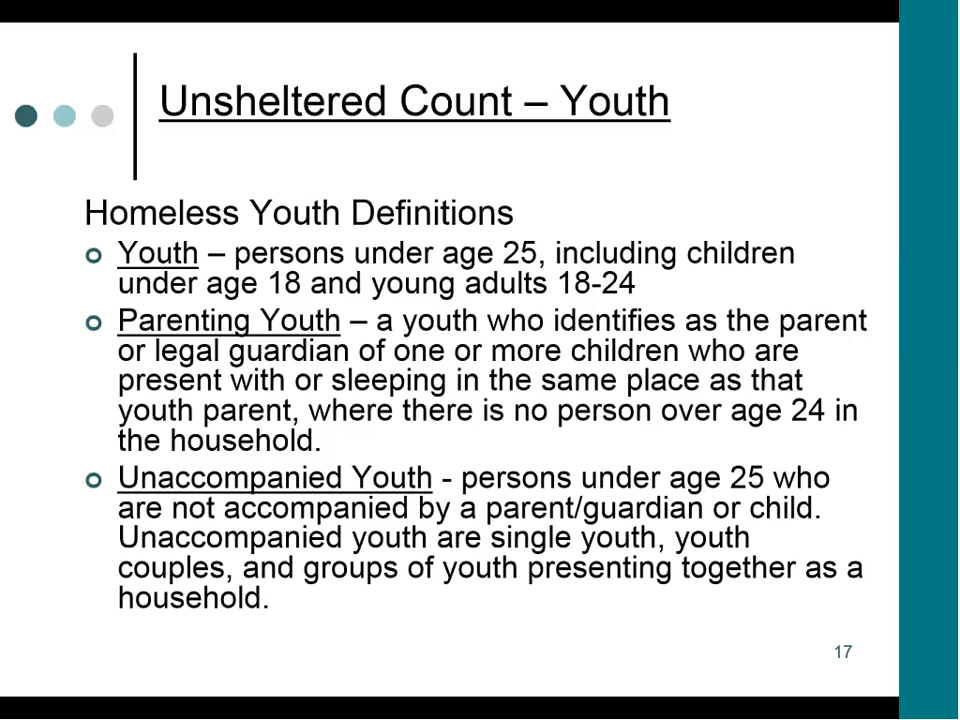 Unsheltered Count – Youth
Homeless Youth Definitions
Youth – persons under age 25, including children
under age 18 and young adults 18-24
Parenting Youth – a youth who identifies as the parent
or legal guardian of one or more children who are
present with or sleeping in the same place as that
youth parent, where there is no person over age 24 in
the household.
Unaccompanied Youth - persons under age 25 who
are not accompanied by a parent/guardian or child.
Unaccompanied youth are single youth, youth
couples, and groups of youth presenting together as a
household.
17